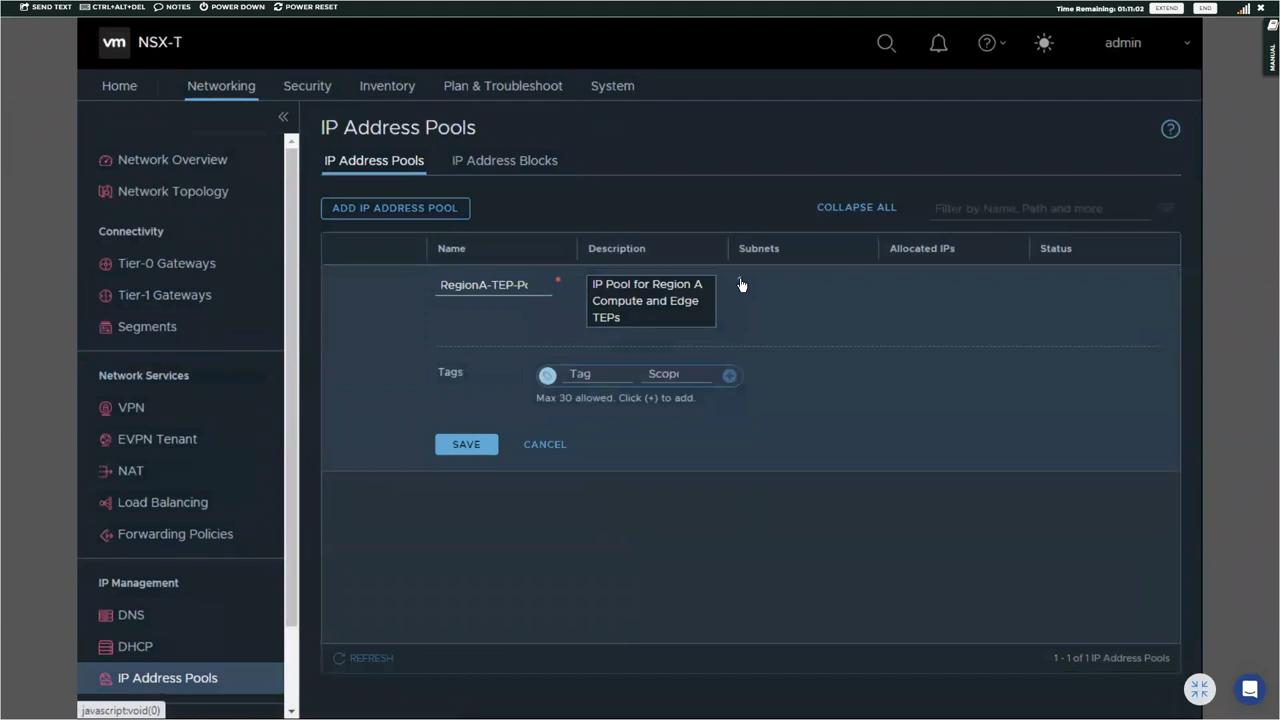 SEND TEXT CTRL+ALT+DEL NOTES POWER DOWN POWER RESET Time Remaining: 01:11:02 EXTEND END
MANUAL
vm NSX-T admin
Home Networking Security Inventory Plan & Troubleshoot System
IP Address Pools
IP Address Pools IP Address Blocks
Network Overview
Network Topology
Connectivity
Tier-0 Gateways
Tier-1 Gateways
Segments
Network Services
VPN
EVPN Tenant
NAT
Load Balancing
Forwarding Policies
IP Management
DNS
DHCP
IP Address Pools
javascript:void(0)
ADD IP ADDRESS POOL COLLAPSE ALL Filter by Name, Path and more
Name Description Subnets Allocated IPs Status
RegionA-TEP-Po * IP Pool for Region A
Compute and Edge
TEPs
Tags Tag Scope
Max 30 allowed. Click (+) to add.
SAVE CANCEL
REFRESH 1 - 1 of 1 IP Address Pools